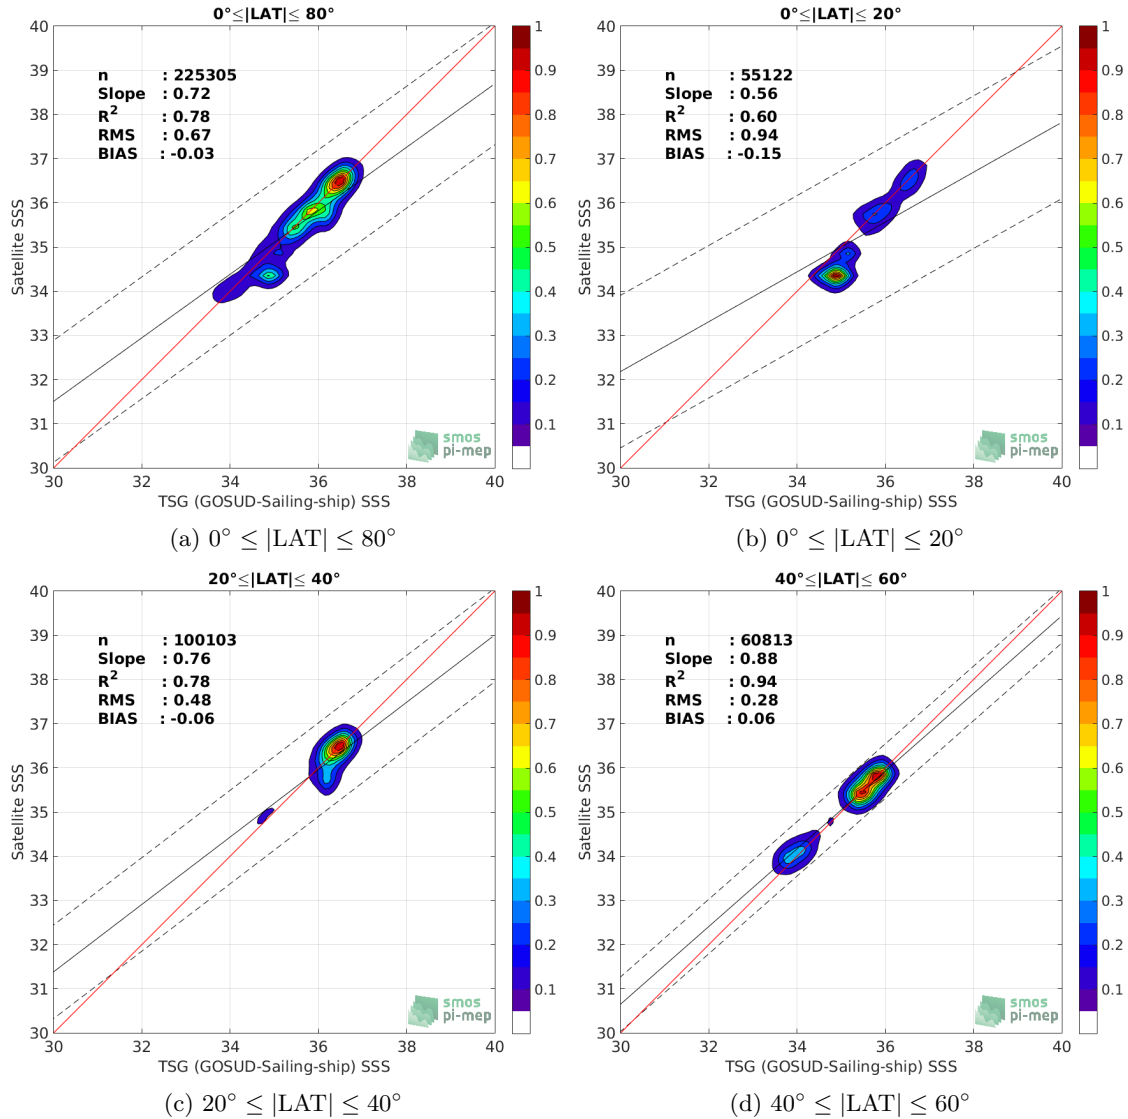 0°≤|LAT|≤ 80°
n : 225305
Slope : 0.72
R² : 0.78
RMS : 0.67
BIAS : -0.03
40
39
38
37
36
35
34
33
32
31
30
30 32 34 36 38 40
Satellite SSS
TSG (GOSUD-Sailing-ship) SSS
smos
pi-mep
1
0.9
0.8
0.7
0.6
0.5
0.4
0.3
0.2
0.1
(a) 0° ≤ |LAT| ≤ 80°
0°≤|LAT|≤ 20°
n : 55122
Slope : 0.56
R² : 0.60
RMS : 0.94
BIAS : -0.15
40
39
38
37
36
35
34
33
32
31
30
30 32 34 36 38 40
Satellite SSS
TSG (GOSUD-Sailing-ship) SSS
smos
pi-mep
1
0.9
0.8
0.7
0.6
0.5
0.4
0.3
0.2
0.1
(b) 0° ≤ |LAT| ≤ 20°
20°≤|LAT|≤ 40°
n : 100103
Slope : 0.76
R² : 0.78
RMS : 0.48
BIAS : -0.06
40
39
38
37
36
35
34
33
32
31
30
30 32 34 36 38 40
Satellite SSS
TSG (GOSUD-Sailing-ship) SSS
smos
pi-mep
1
0.9
0.8
0.7
0.6
0.5
0.4
0.3
0.2
0.1
(c) 20° ≤ |LAT| ≤ 40°
40°≤|LAT|≤ 60°
n : 60813
Slope : 0.88
R² : 0.94
RMS : 0.28
BIAS : 0.06
40
39
38
37
36
35
34
33
32
31
30
30 32 34 36 38 40
Satellite SSS
TSG (GOSUD-Sailing-ship) SSS
smos
pi-mep
1
0.9
0.8
0.7
0.6
0.5
0.4
0.3
0.2
0.1
(d) 40° ≤ |LAT| ≤ 60°